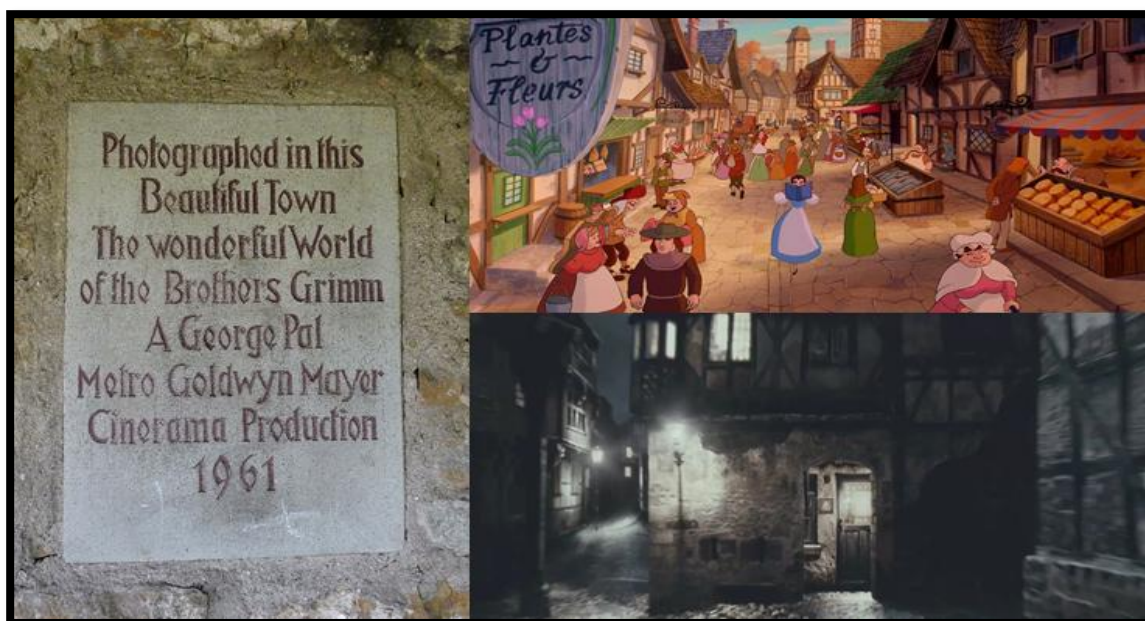 Photographed in this
Beautiful Town
The wonderful World
of the Brothers Grimm
A George Pal
Metro Goldwyn Mayer
Cinerama Production
1961
Plantes
&
Fleurs